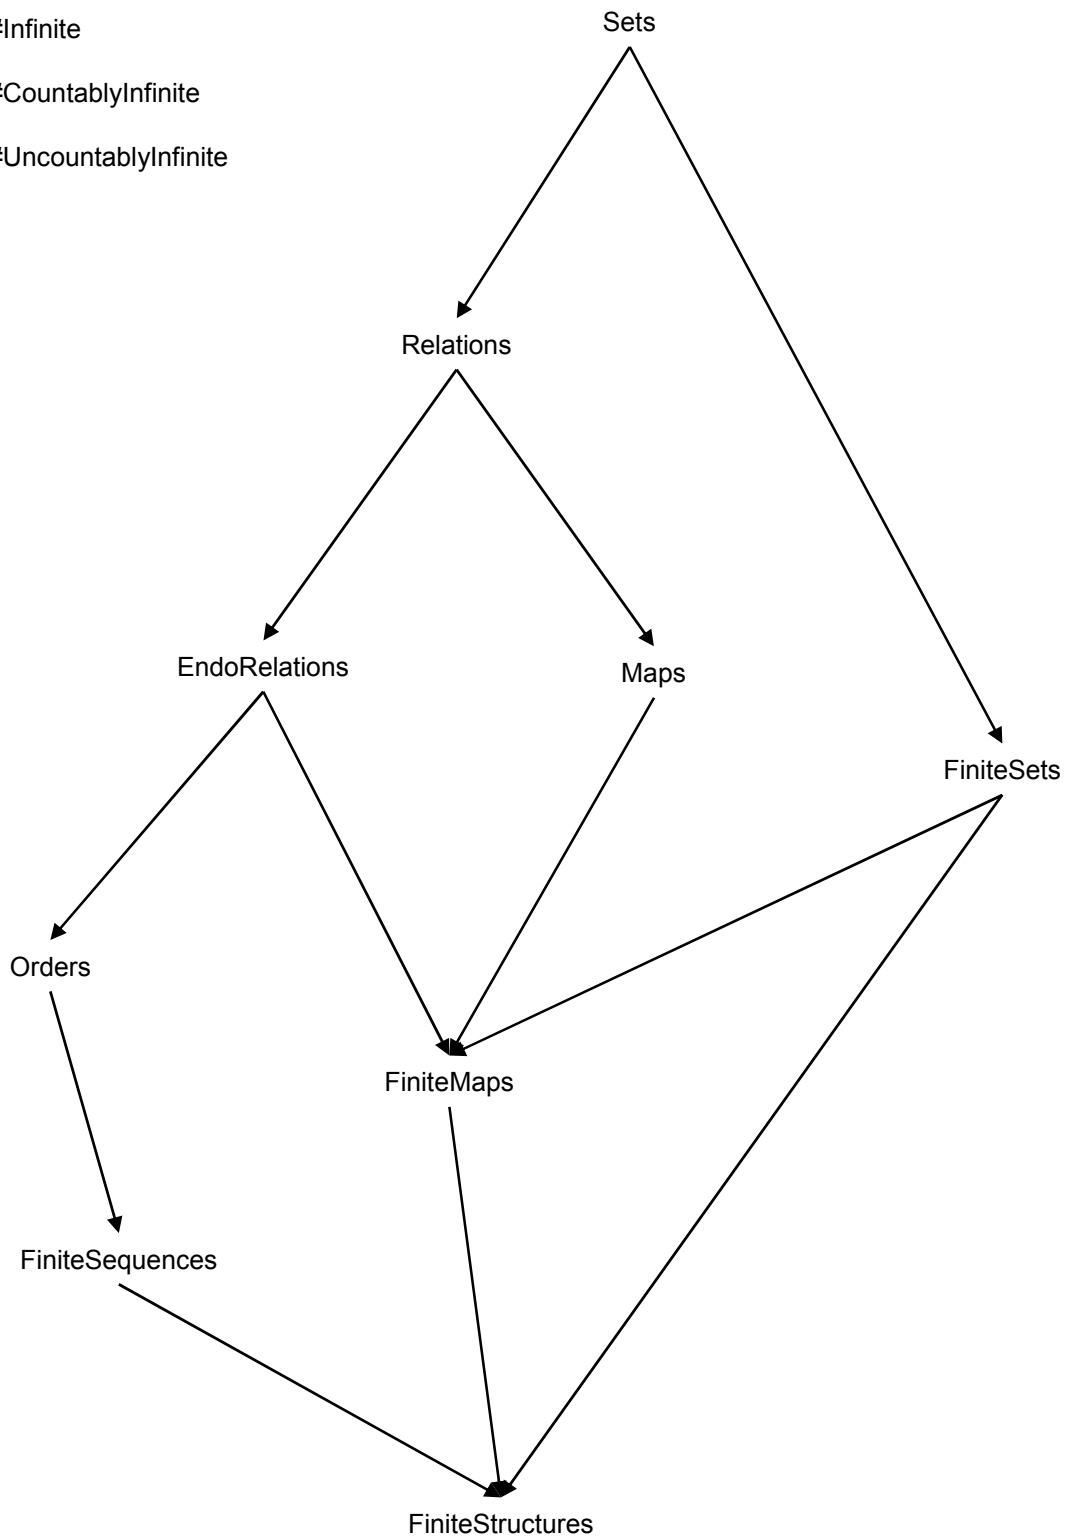 #Infinite
Sets
#CountablyInfinite
#UncountablyInfinite
Relations
EndoRelations
Maps
FiniteSets
Orders
FiniteMaps
FiniteSequences
FiniteStructures